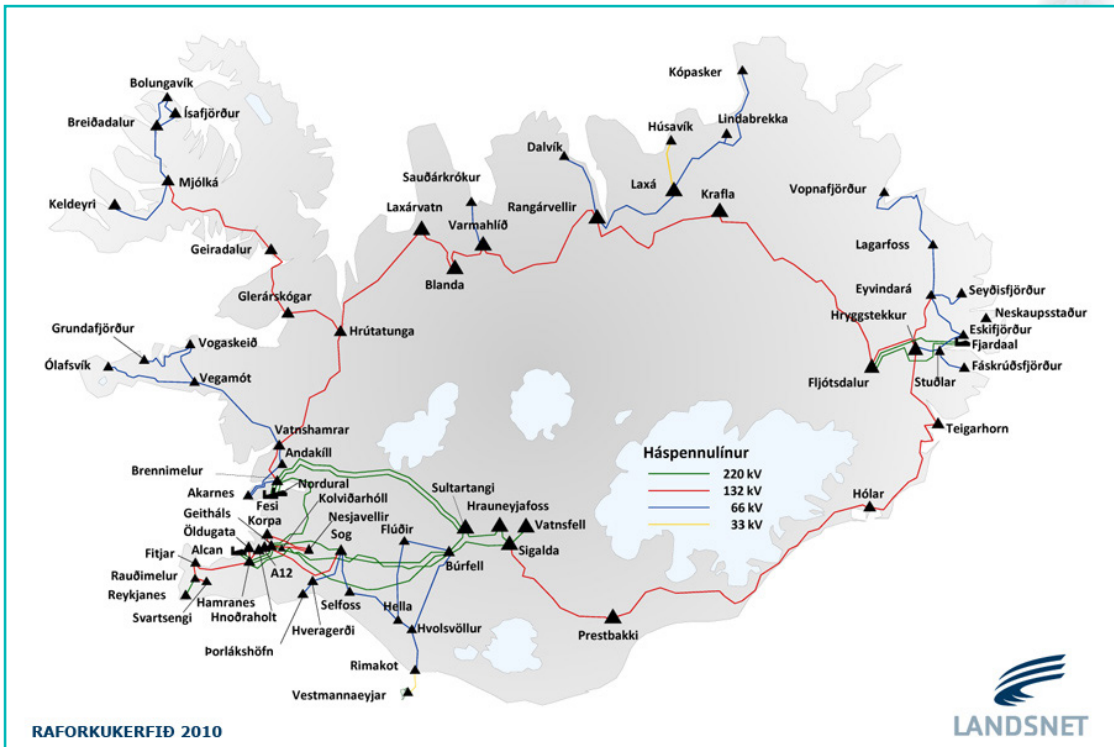 Kópasker
Bolungavík
Ísafjörður
Lindabrekka
Breiðadalur
Húsavík
Dalvík
Mjólká
Sauðárkrókur
Laxá
Krafla
Vopnafjörður
Keldeyri
Laxárvatn
Rangárvellir
Varmahlíð
Geiradalur
Lagarfoss
Blanda
Eyvindará
Seyðisfjörður
Glerárskógar
Hryggstekkur
Neskaupsstaður
Grundafjörður
Hrútatunga
Vogaskeið
Eskifjörður
Fjardaal
Ólafsvík
Fljótsdalur
Stuðlar
Fáskrúðsfjörður
Vegamót
Teigarhorn
Vatnshamrar
Andakíll
Háspennulínur
Brennimelur
220 kV
132 kV
66 kV
33 kV
Nordural
Sultartangi
Akarnes
Fesi
Kolviðarhóll
Hrauneyjafoss
Hólar
Geitháls
Korpa
Nesjavellir
Öldugata
Sog
Flúðir
Vatnsfell
Alcan
Sigalda
Fitjar
A12
Búrfell
Rauðimelur
Reykjanes
Hamranes
Selfoss
Hella
Svartsengi
Hnoðraholt
Hveragerði
Hvolsvöllur
Prestbakki
Þorlákshöfn
Rimakot
Vestmannaeyjar
RAFORKUKERFIÐ 2010
LANDSNET